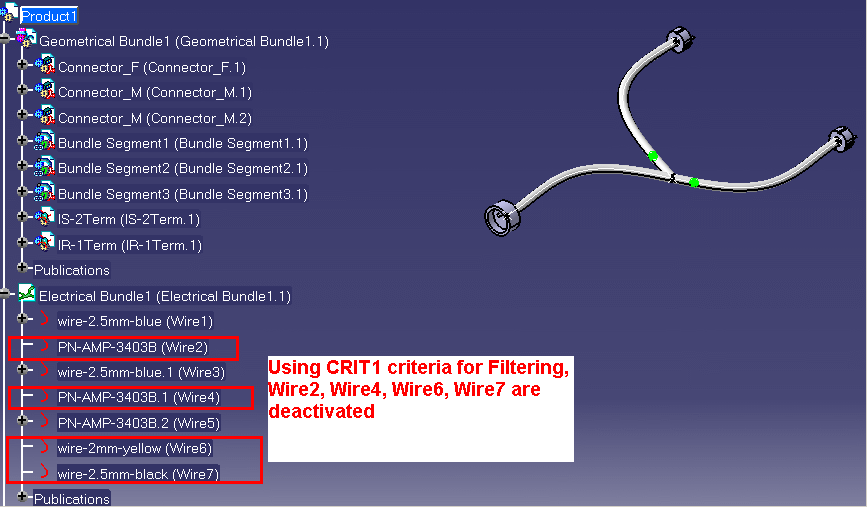 Product1
Geometrical Bundle1 (Geometrical Bundle1.1)
Connector_F (Connector_F.1)
Connector_M (Connector_M.1)
Connector_M (Connector_M.2)
Bundle Segment1 (Bundle Segment1.1)
Bundle Segment2 (Bundle Segment2.1)
Bundle Segment3 (Bundle Segment3.1)
IS-2Term (IS-2Term.1)
IR-1Term (IR-1Term.1)
Publications
Electrical Bundle1 (Electrical Bundle1.1)
wire-2.5mm-blue (Wire1)
PN-AMP-3403B (Wire2)
wire-2.5mm-blue.1 (Wire3)
PN-AMP-3403B.1 (Wire4)
PN-AMP-3403B.2 (Wire5)
wire-2mm-yellow (Wire6)
wire-2.5mm-black (Wire7)
Publications
Using CRIT1 criteria for Filtering,
Wire2, Wire4, Wire6, Wire7 are
deactivated